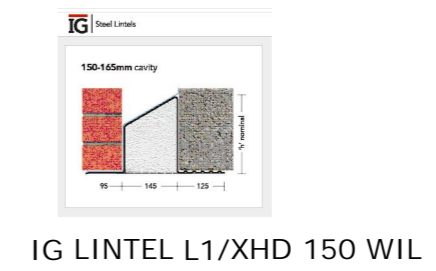 IG Steel Lintels
150-165mm cavity
'h' nominal
95 145 125
IG LINTEL L1/XHD 150 WIL